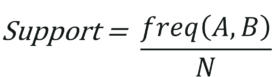 Support = freq(A, B) / N